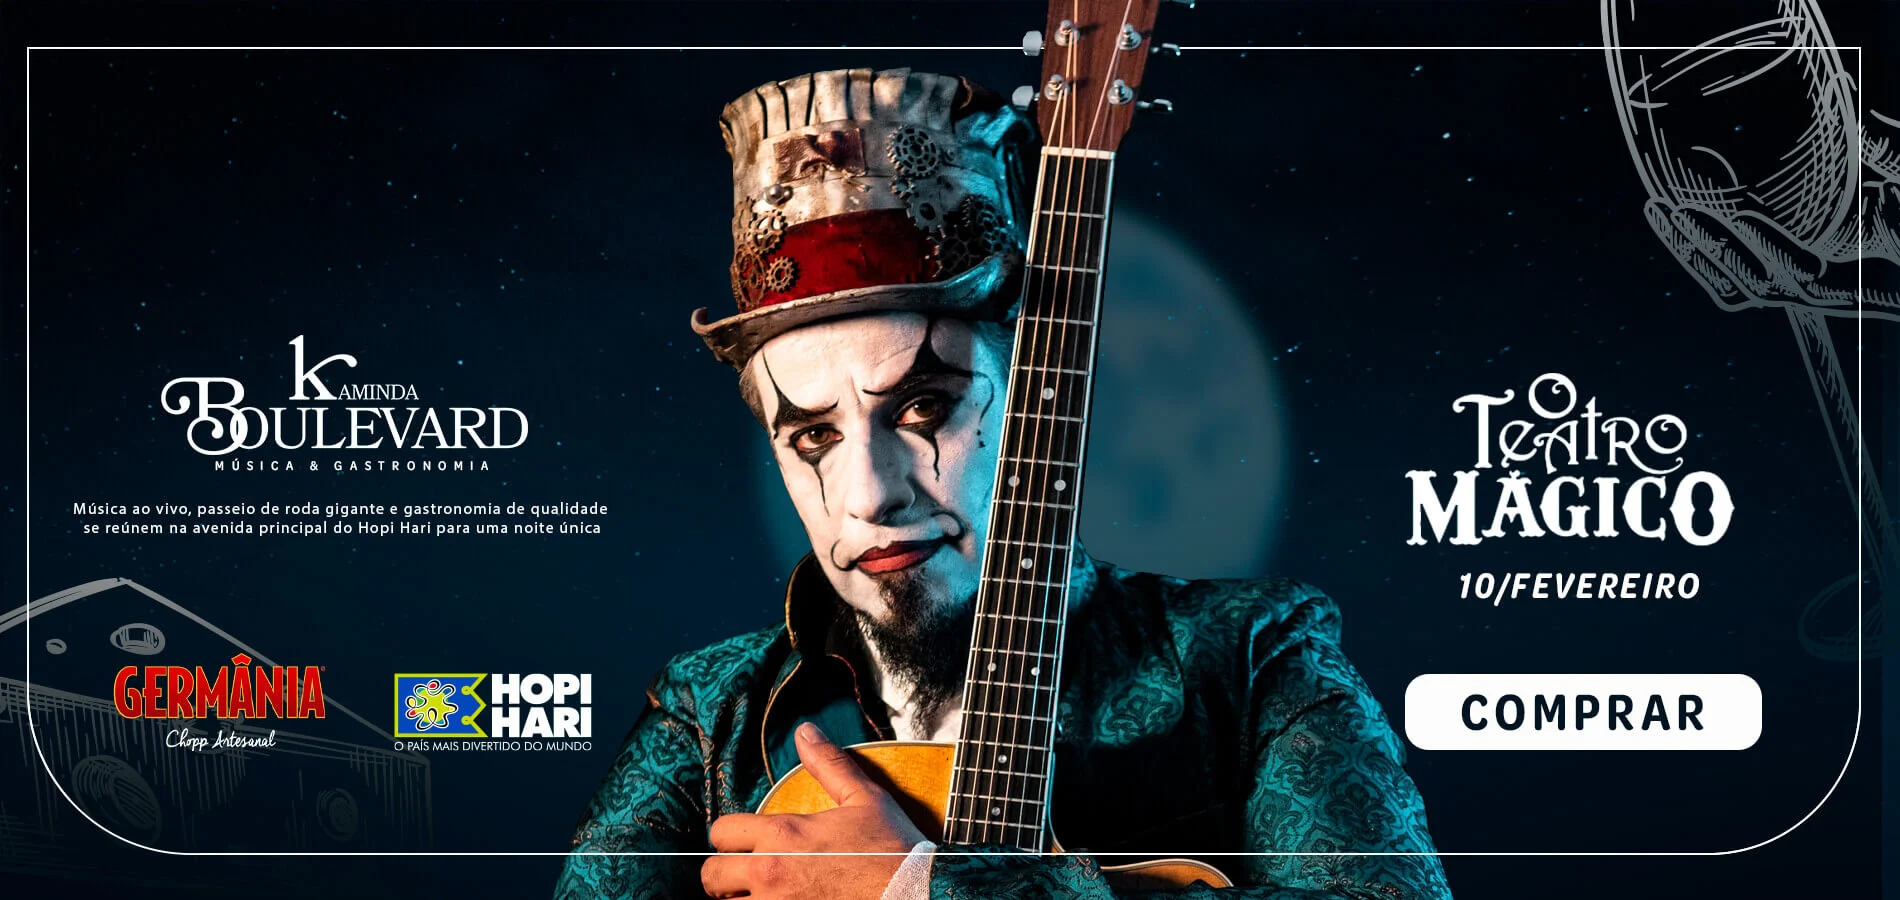 Kaminda
Boulevard
MÚSICA & GASTRONOMIA
Música ao vivo, passeio de roda gigante e gastronomia de qualidade
se reúnem na avenida principal do Hopi Hari para uma noite única
GERMÂNIA
Chopp Artesanal
HOPI
HARI
O PAÍS MAIS DIVERTIDO DO MUNDO
O
TEATRO
MÁGICO
10/FEVEREIRO
COMPRAR